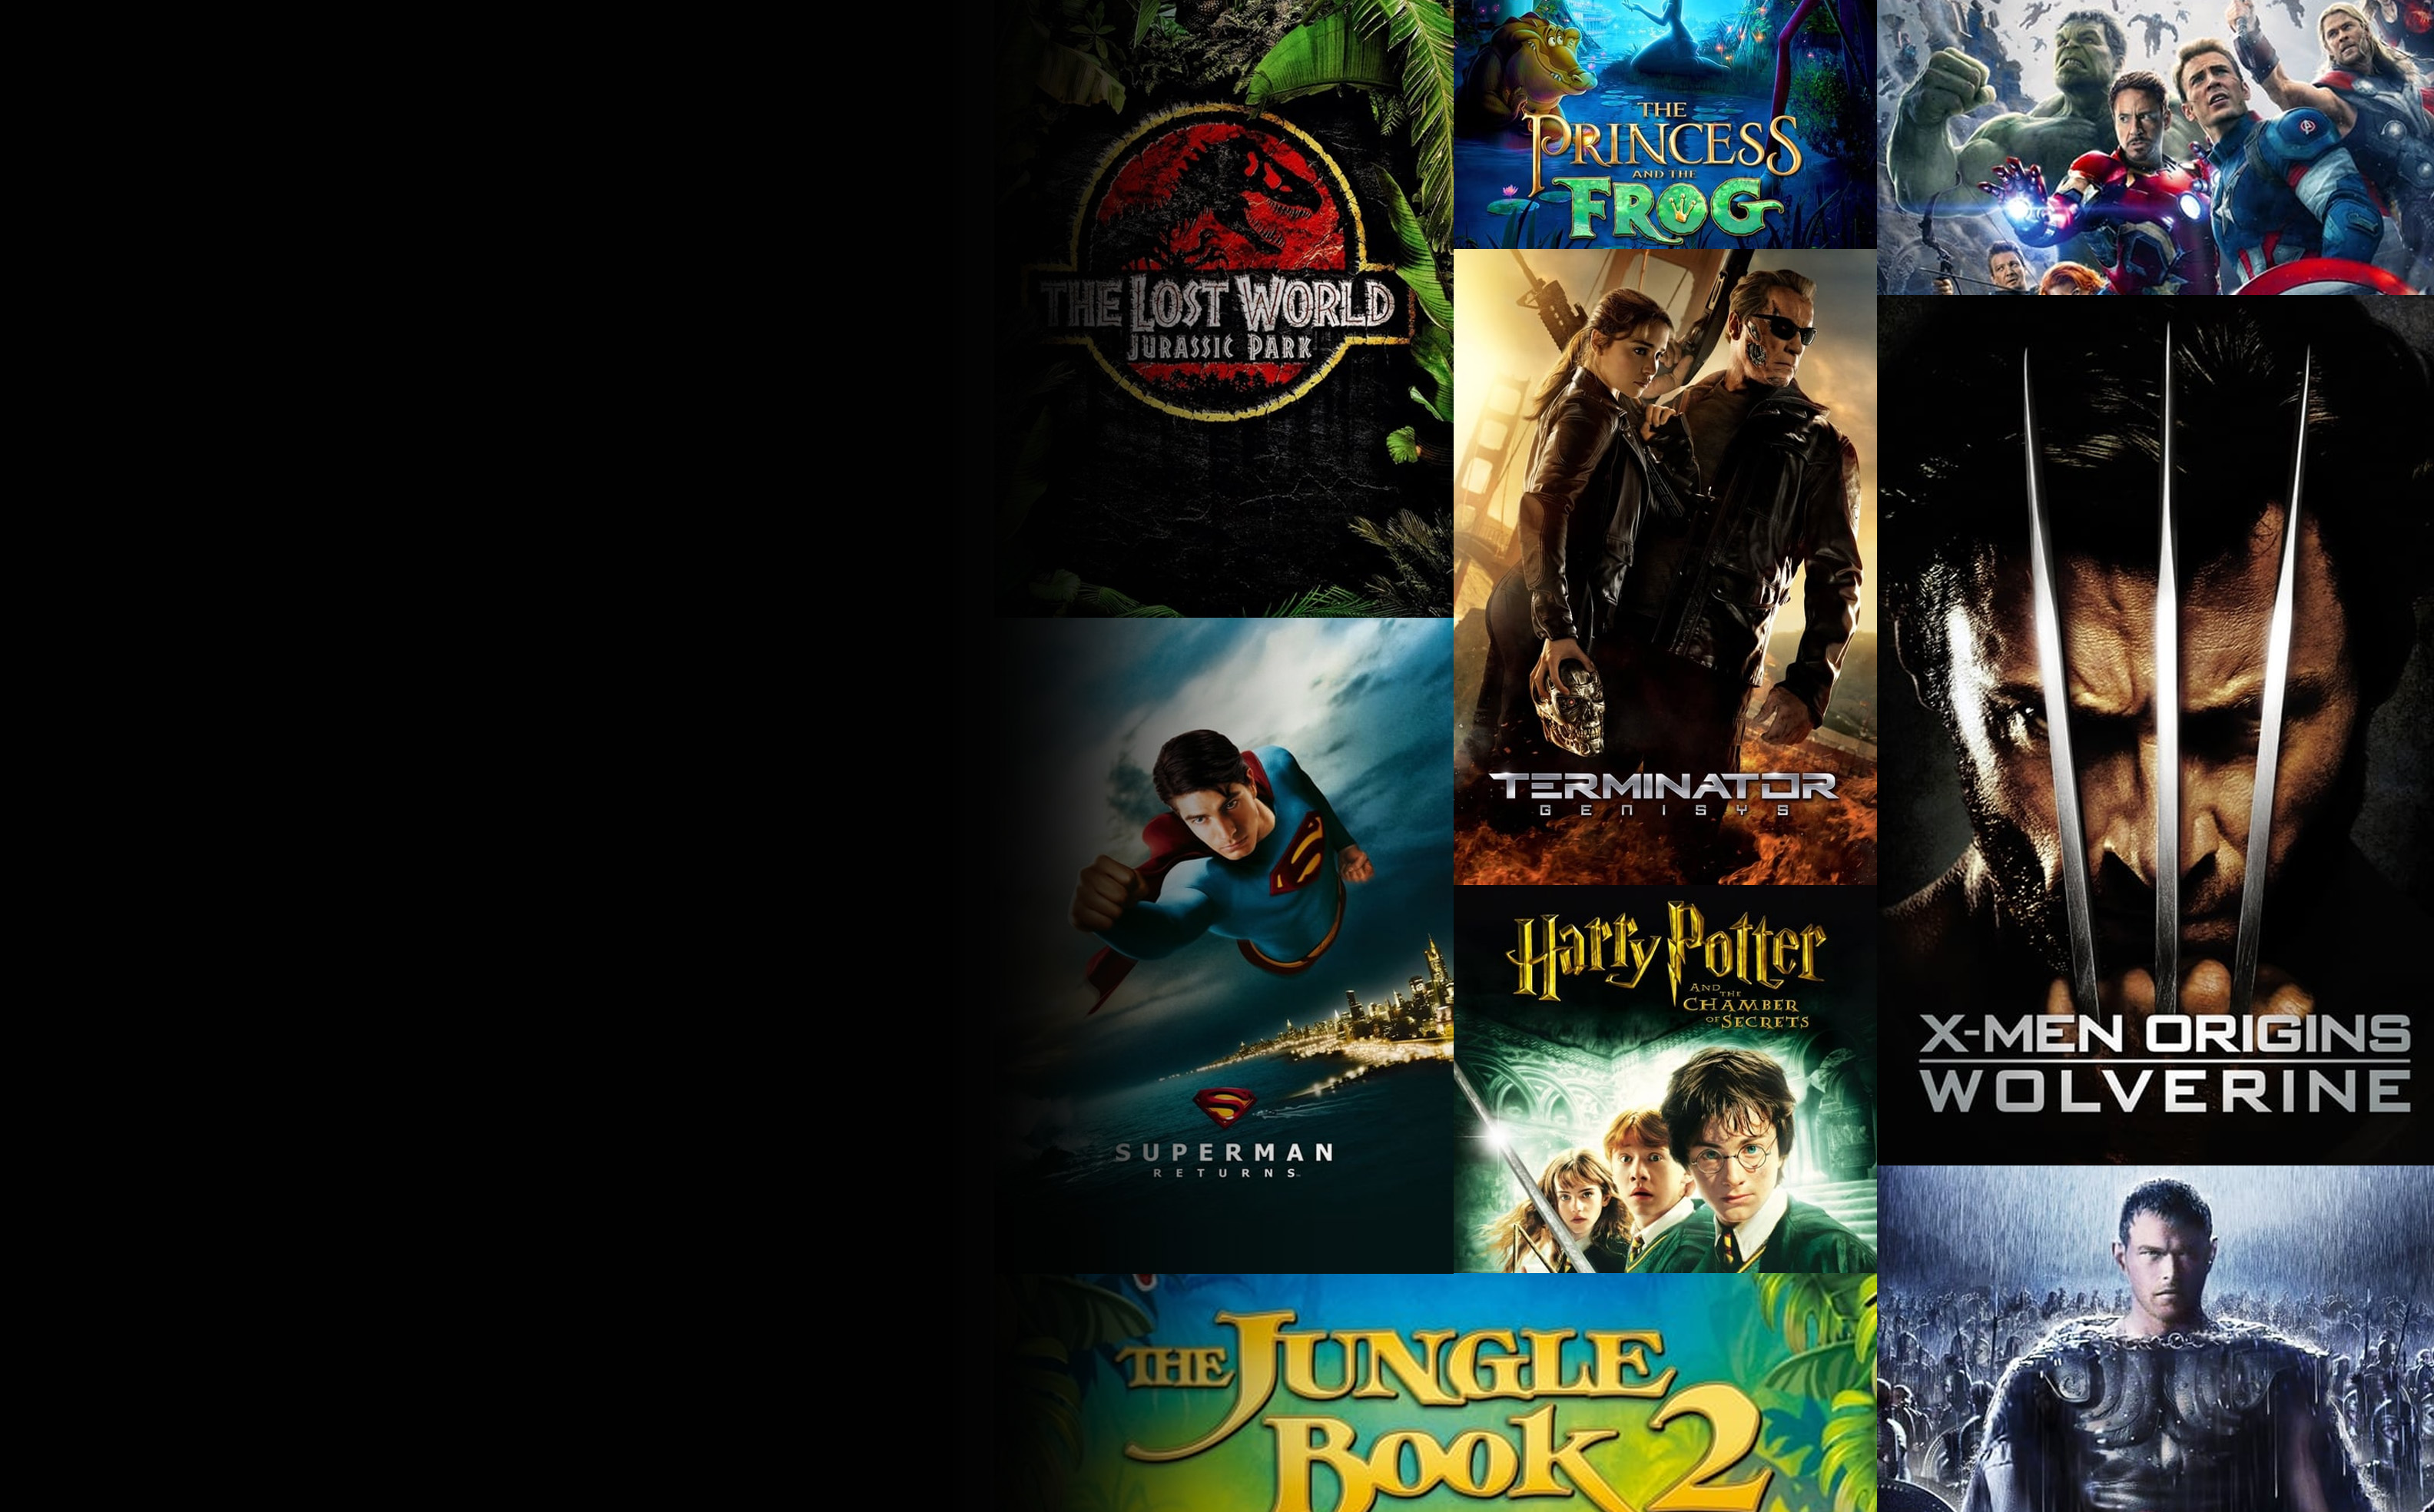 THE LOST WORLD
JURASSIC PARK
THE
PRINCESS
AND THE
FROG
TERMINATOR
GENISYS
SUPERMAN
RETURNS
Harry Potter
AND THE
CHAMBER
OF SECRETS
X-MEN ORIGINS
WOLVERINE
THE JUNGLE
BOOK 2